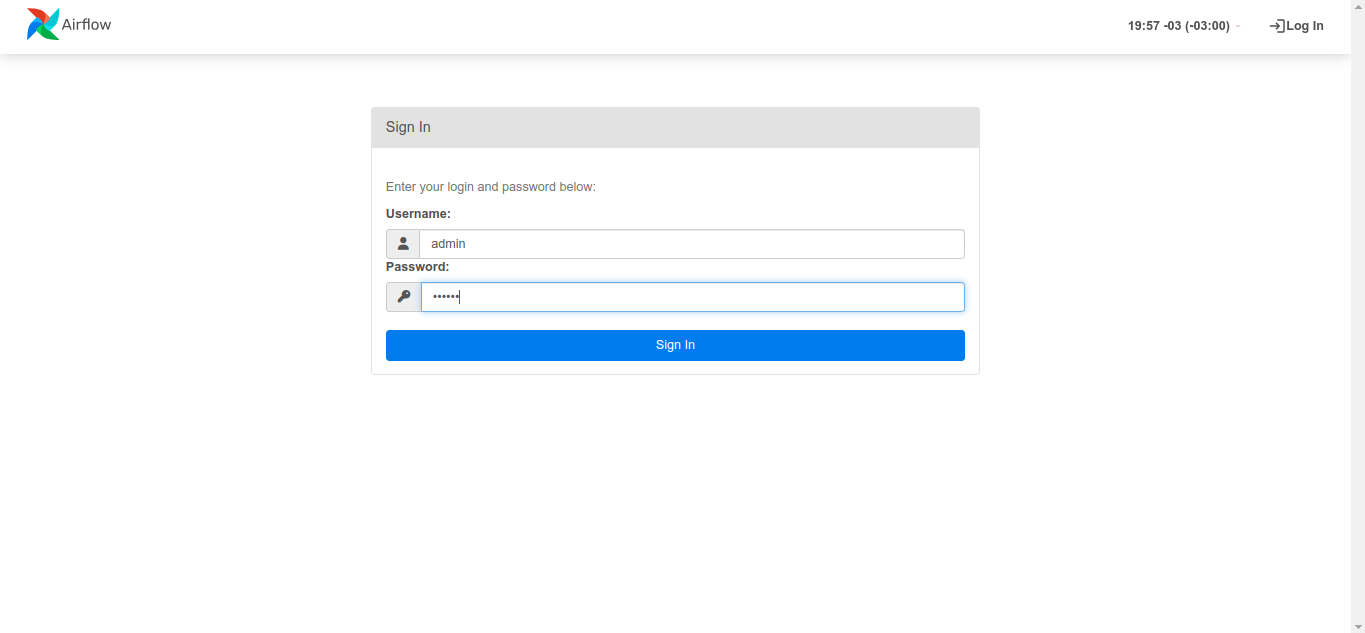 Airflow
19:57 -03 (-03:00)
Log In
Sign In
Enter your login and password below:
Username:
admin
Password:
••••••
Sign In